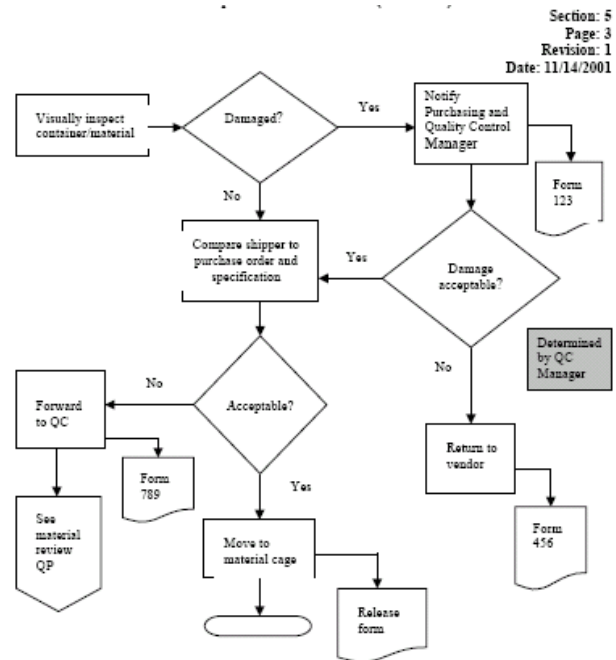 Section: 5
Page: 3
Revision: 1
Date: 11/14/2001
Visually inspect
container/material
Damaged?
Yes
Notify
Purchasing and
Quality Control
Manager
Form
123
No
Compare shipper to
purchase order and
specification
Yes
Damage
acceptable?
Determined
by QC
Manager
No
Acceptable?
No
Forward
to QC
Form
789
Yes
Return to
vendor
See
material
review
QP
Move to
material cage
Form
456
Release
form